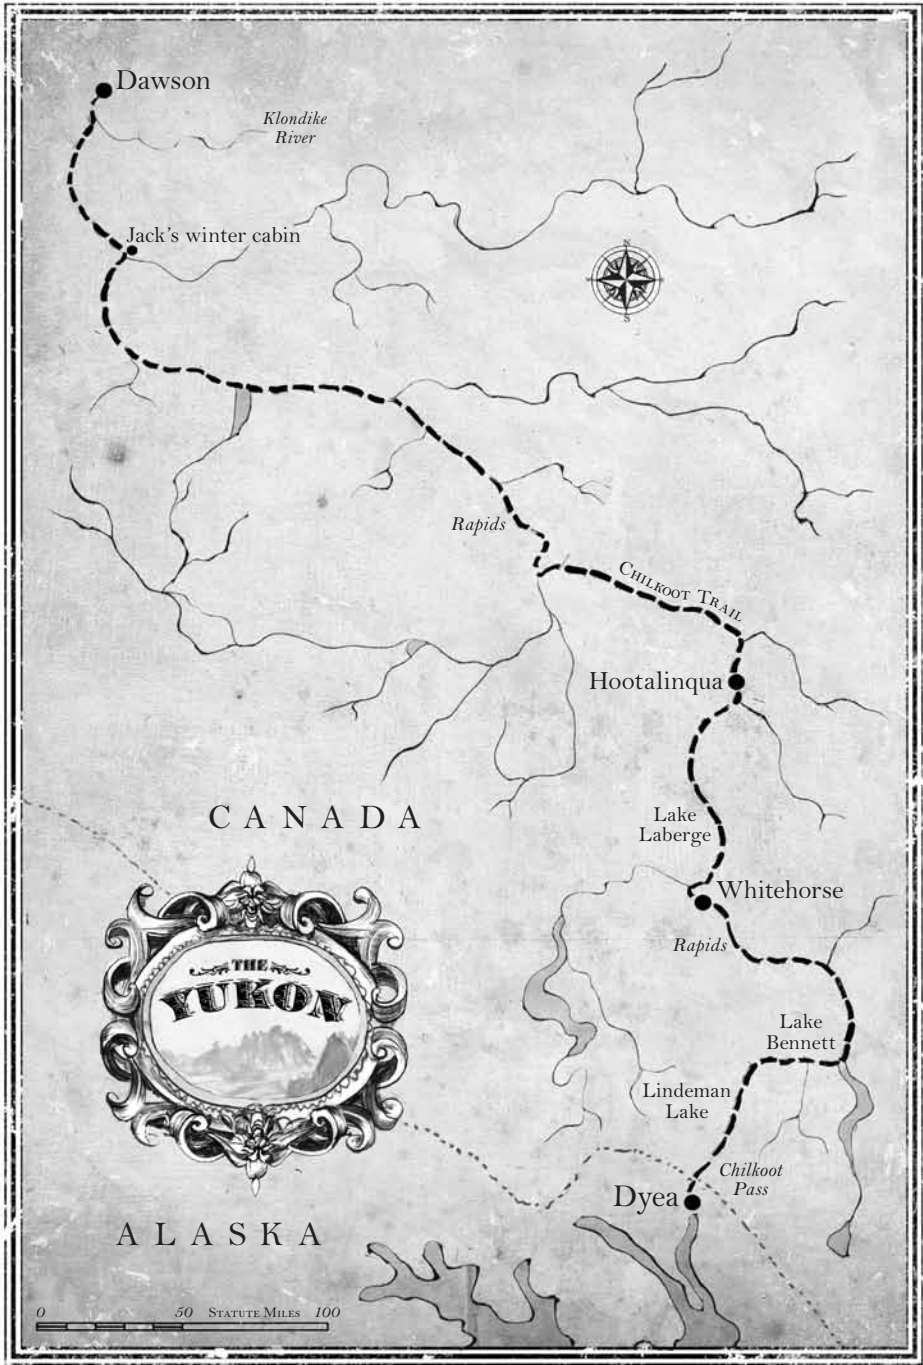 Dawson
Klondike
River
Jack's winter cabin
N
S
Rapids
CHILKOOT TRAIL
Hootalinqua
CANADA
Lake
Laberge
Whitehorse
Rapids
THE
YUKON
Lake
Bennett
Lindeman
Lake
Chilkoot
Pass
Dyea
ALASKA
0 50 STATUTE MILES 100